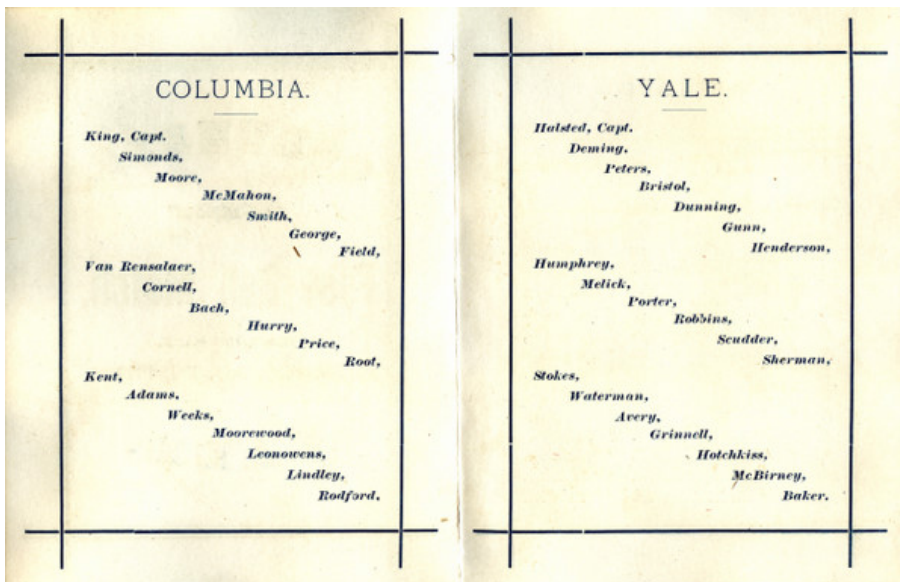 COLUMBIA.
King, Capt.
Simonds,
Moore,
McMahon,
Smith,
George,
Field,
Van Rensalaer,
Cornell,
Bach,
Hurry,
Price,
Root,
Kent,
Adams,
Weeks,
Moorewood,
Leonowens,
Lindley,
Rodford,
YALE.
Halsted, Capt.
Deming,
Peters,
Bristol,
Dunning,
Gunn,
Henderson,
Humphrey,
Melick,
Porter,
Robbins,
Scudder,
Sherman,
Stokes,
Waterman,
Avery,
Grinnell,
Hotchkiss,
McBirney,
Baker.